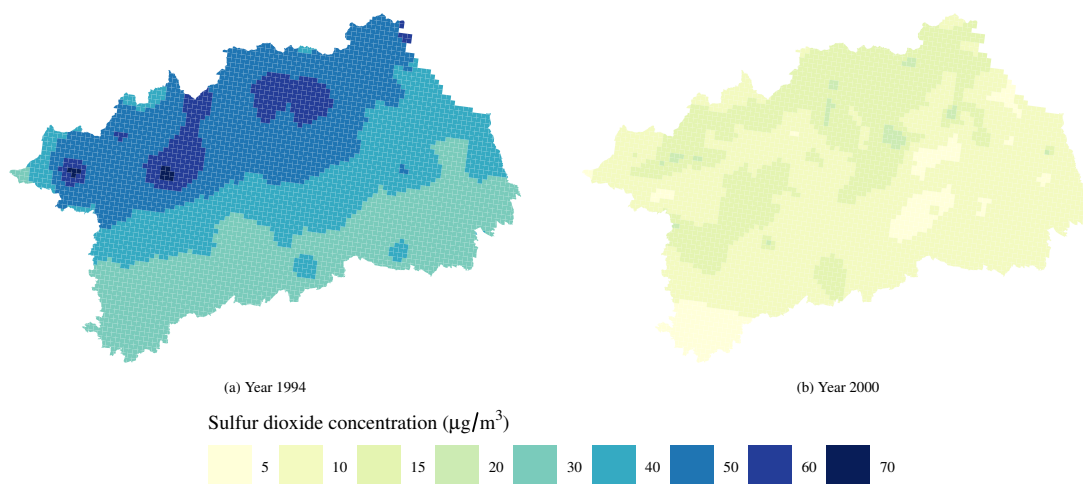 (a) Year 1994
(b) Year 2000
Sulfur dioxide concentration (μg/m³)
5 10 15 20 30 40 50 60 70